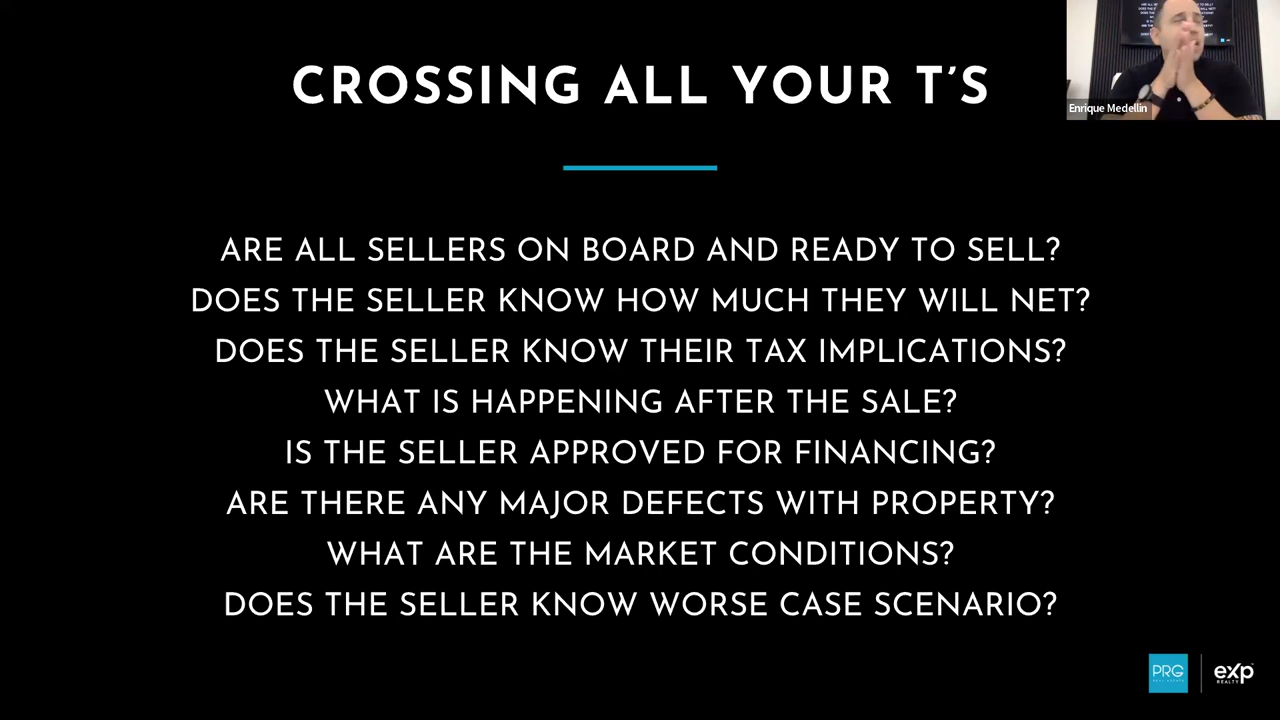 CROSSING ALL YOUR T'S
Enrique Medellin
ARE ALL SELLERS ON BOARD AND READY TO SELL?
DOES THE SELLER KNOW HOW MUCH THEY WILL NET?
DOES THE SELLER KNOW THEIR TAX IMPLICATIONS?
WHAT IS HAPPENING AFTER THE SALE?
IS THE SELLER APPROVED FOR FINANCING?
ARE THERE ANY MAJOR DEFECTS WITH PROPERTY?
WHAT ARE THE MARKET CONDITIONS?
DOES THE SELLER KNOW WORSE CASE SCENARIO?
PRG
REAL ESTATE
eXp
REALTY